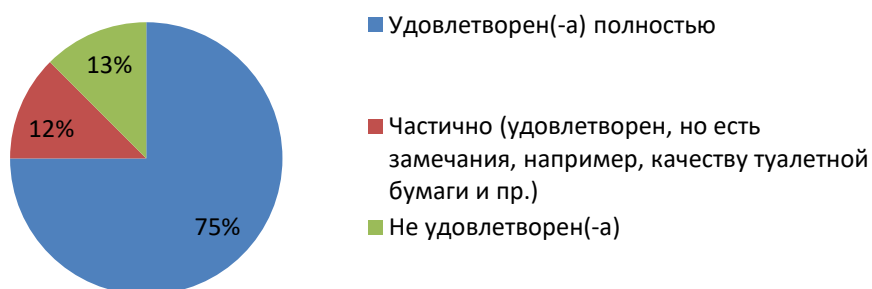 Удовлетворен(-а) полностью
13%
Частично (удовлетворен, но есть
замечания, например, качеству туалетной
бумаги и пр.)
12%
75%
Не удовлетворен(-а)